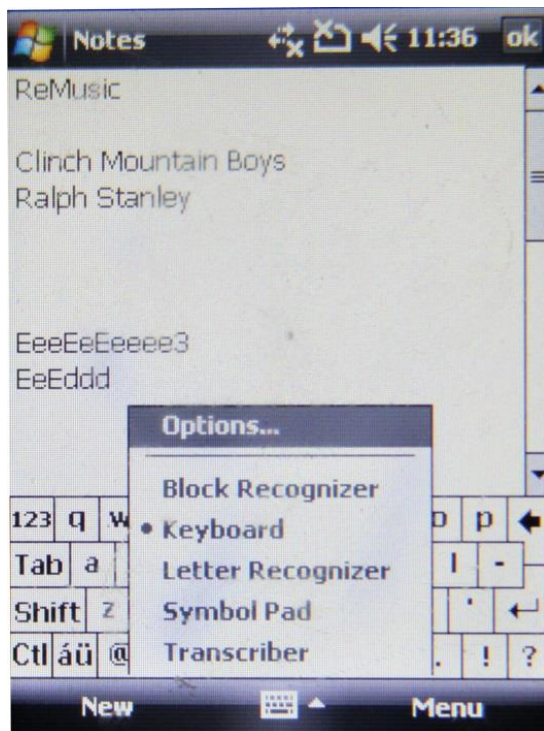 Notes 11:36 ok
ReMusic
Clinch Mountain Boys
Ralph Stanley
EeeEeEeeee3
EeEddd
Options...
Block Recognizer
Keyboard
Letter Recognizer
Symbol Pad
Transcriber
123 q w o p
Tab a l -
Shift z '
Ctl áü @ . ! ?
New Menu